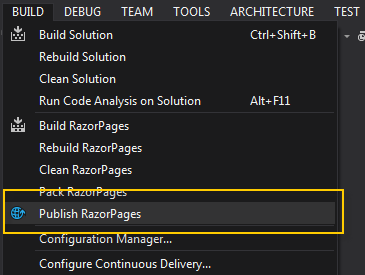 BUILD DEBUG TEAM TOOLS ARCHITECTURE TEST
Build Solution Ctrl+Shift+B
Rebuild Solution
Clean Solution
Run Code Analysis on Solution Alt+F11
Build RazorPages
Rebuild RazorPages
Clean RazorPages
Pack RazorPages
Publish RazorPages
Configuration Manager...
Configure Continuous Delivery...